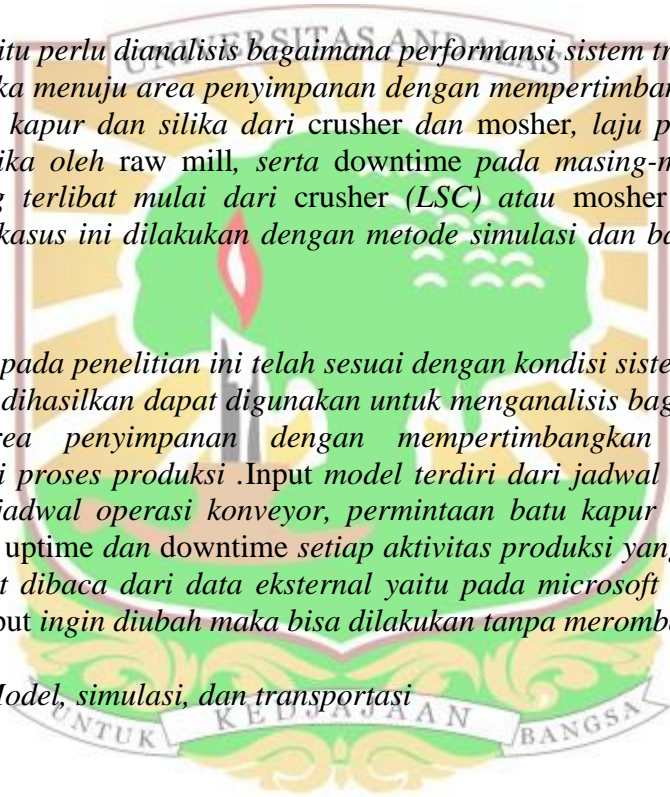 UNIVERSITAS ANDALAS
itu perlu dianalisis bagaimana performansi sistem tr
ka menuju area penyimpanan dengan mempertimban
kapur dan silika dari crusher dan mosher, laju p
ika oleh raw mill, serta downtime pada masing-m
g terlibat mulai dari crusher (LSC) atau mosher
kasus ini dilakukan dengan metode simulasi dan ba
pada penelitian ini telah sesuai dengan kondisi siste
dihasilkan dapat digunakan untuk menganalisis bag
rea penyimpanan dengan mempertimbangkan
i proses produksi .Input model terdiri dari jadwal
jadwal operasi konveyor, permintaan batu kapur
uptime dan downtime setiap aktivitas produksi yang
t dibaca dari data eksternal yaitu pada microsoft
put ingin diubah maka bisa dilakukan tanpa meromb
Model, simulasi, dan transportasi
UNTUK KEDJAJAAN BANGSA